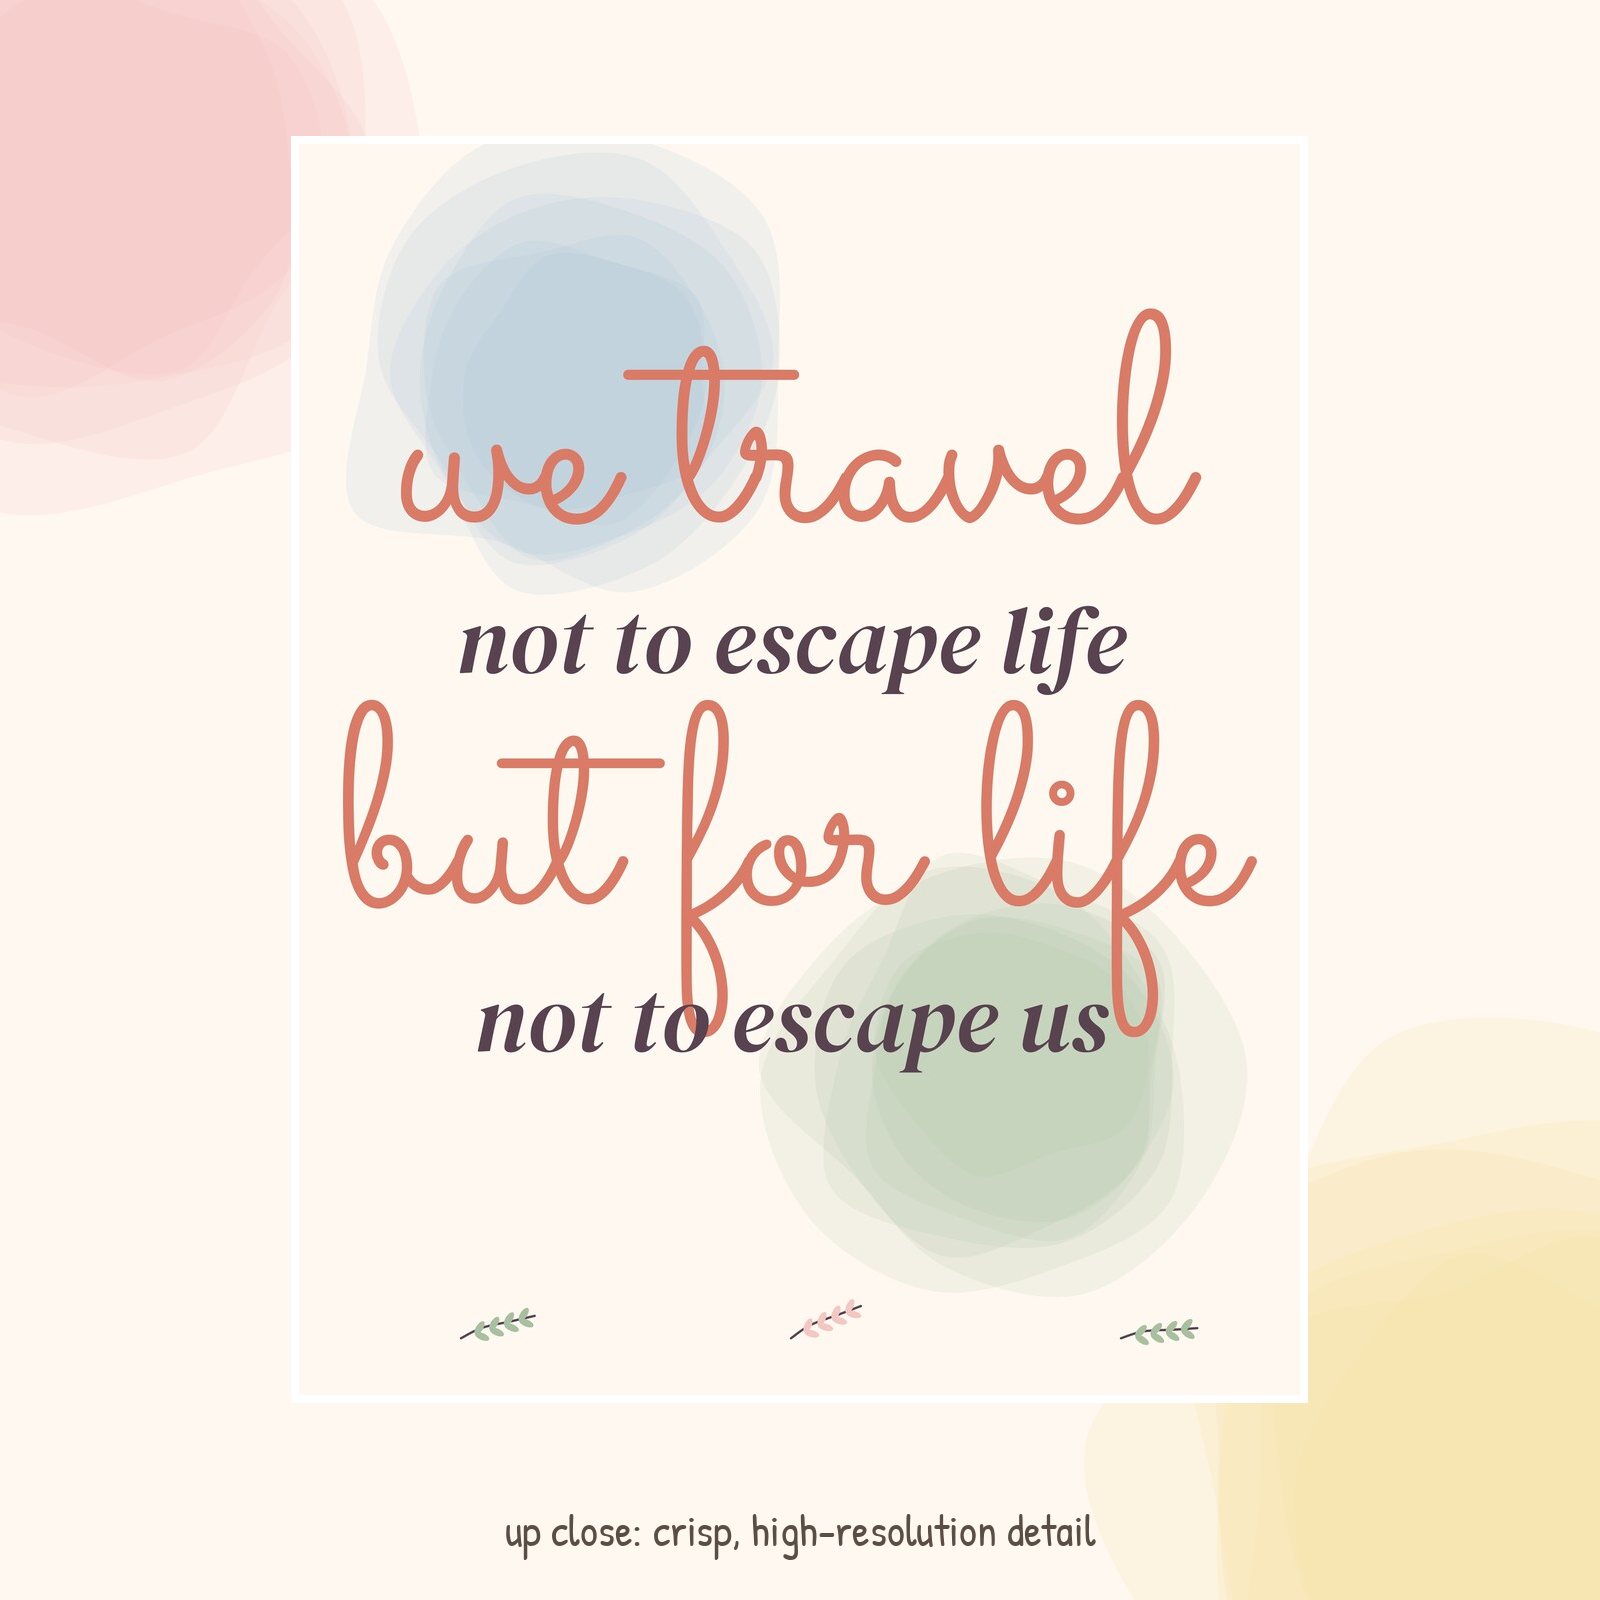 we travel
not to escape life
but for life
not to escape us
up close: crisp, high-resolution detail